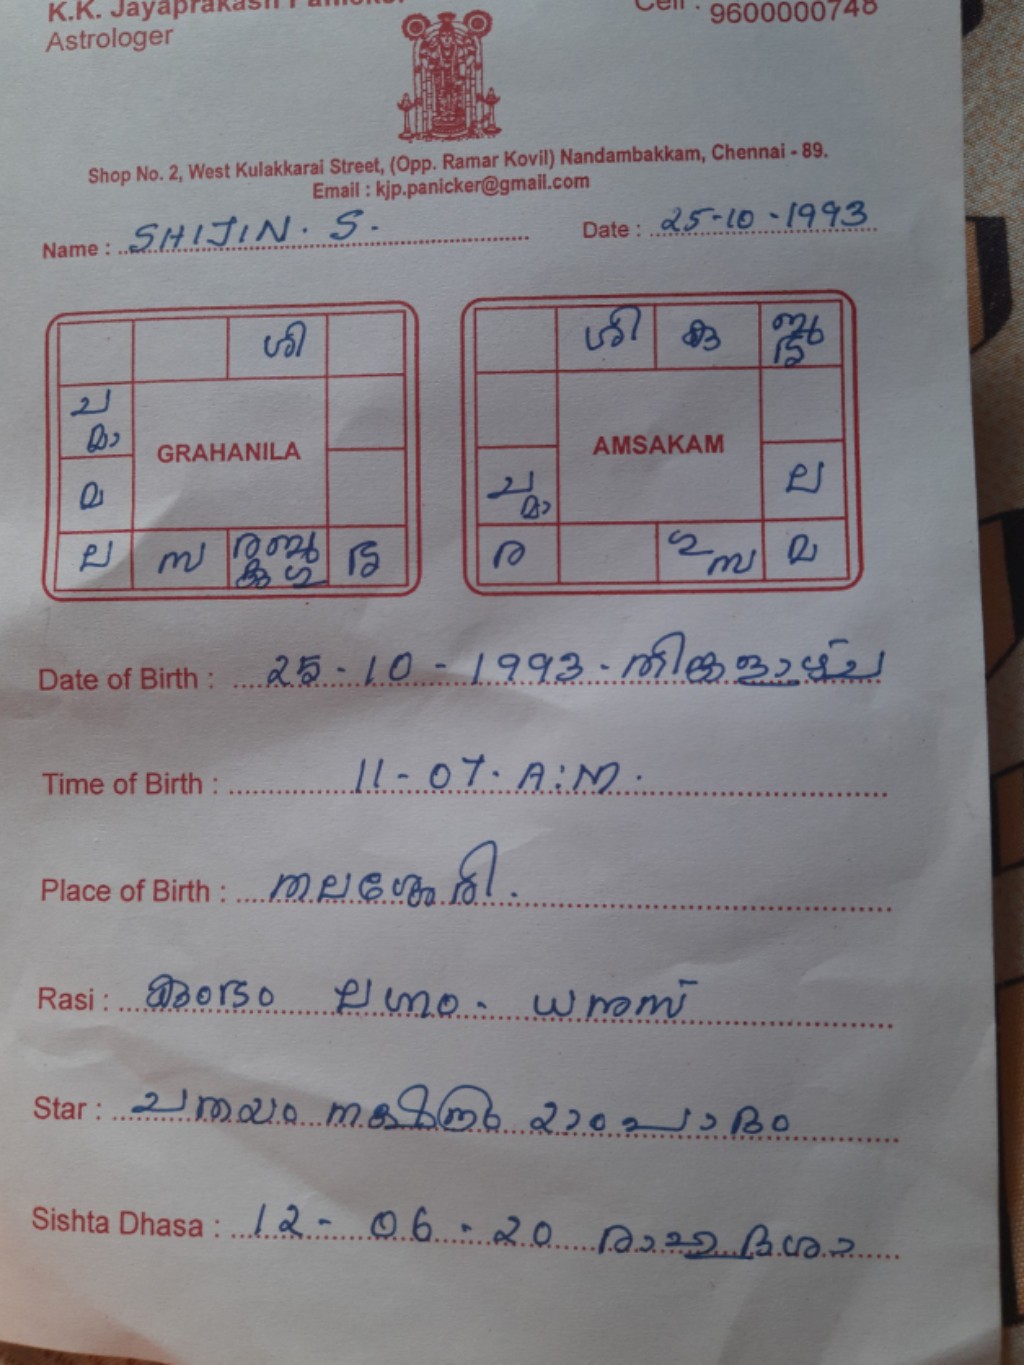 K.K. Jayaprakash Panicker
Cell : 9600000748
Astrologer
Shop No. 2, West Kulakkarai Street, (Opp. Ramar Kovil) Nandambakkam, Chennai - 89.
Email : kjp.panicker@gmail.com
Name : SHIJIN. S.
Date : 25-10-1993
ശി
ച
മാ
GRAHANILA
മ
ല സ ര ബു കു ഗു
ശി കു ബു
AMSAKAM
ല
ച
മാ
ര ഗു സ മ
Date of Birth : 25-10-1993-തിങ്കളാഴ്ച
Time of Birth : 11-07. A:M.
Place of Birth : തലശ്ശേരി.
Rasi : കുംഭം ലഗ്നം. ധനുസ്
Star : ചതയം നക്ഷത്രം 2ാം പാദം
Sishta Dhasa : 12-06-20 രാഹുദശാ